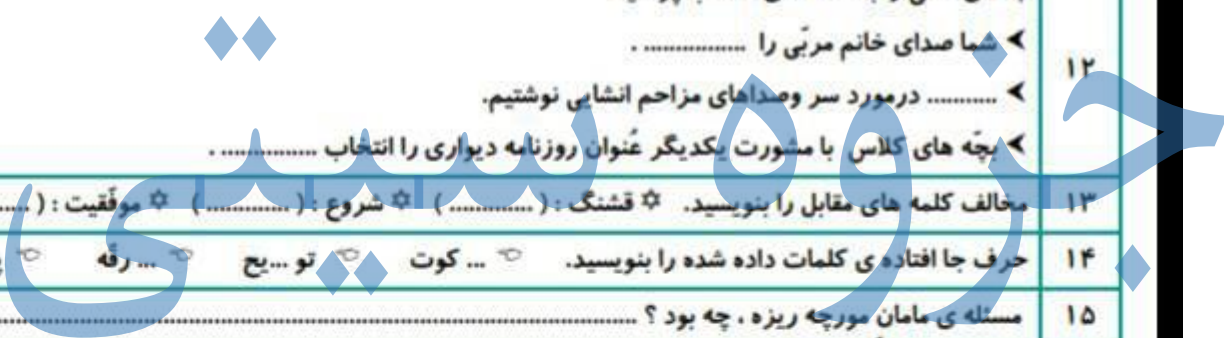 ۱۲
شما صدای خانم مربّی را ................ .
........... درمورد سر وصداهای مزاحم انشایی نوشتیم.
بچّه های کلاس با مشورت یکدیگر عُنوان روزنامه دیواری را انتخاب ............... .
۱۳ مخالف کلمه های مقابل را بنویسید. ✡ قشنگ : ( ............. ) ✡ شروع : ( ............. ) ✡ موفّقیت : ( .....
۱۴ حرف جا افتاده ی کلمات داده شده را بنویسید. ... کوت تو ...یح ... رفّه
۱۵ مسئله ی مامان مورچه ریزه ، چه بود ؟ ................................................
جزوه سیتی